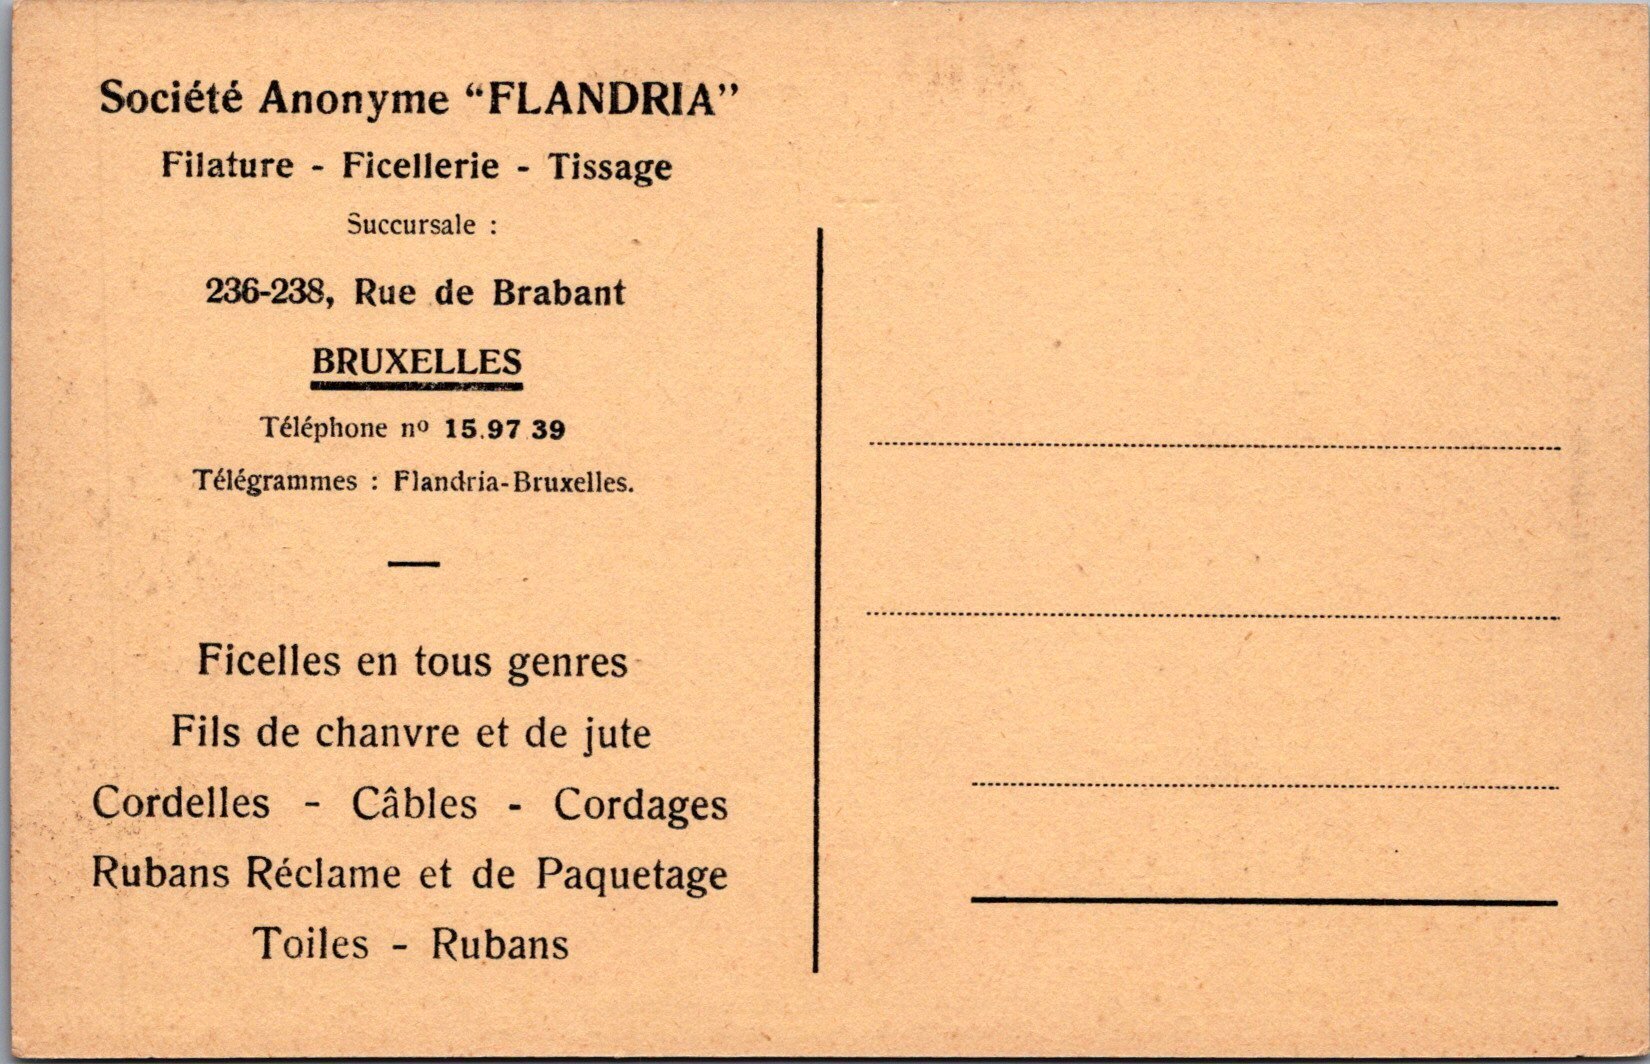 Société Anonyme “FLANDRIA”
Filature - Ficellerie - Tissage
Succursale :
236-238, Rue de Brabant
BRUXELLES
Téléphone nº 15.97 39
Télégrammes : Flandria-Bruxelles.
Ficelles en tous genres
Fils de chanvre et de jute
Cordelles - Câbles - Cordages
Rubans Réclame et de Paquetage
Toiles - Rubans